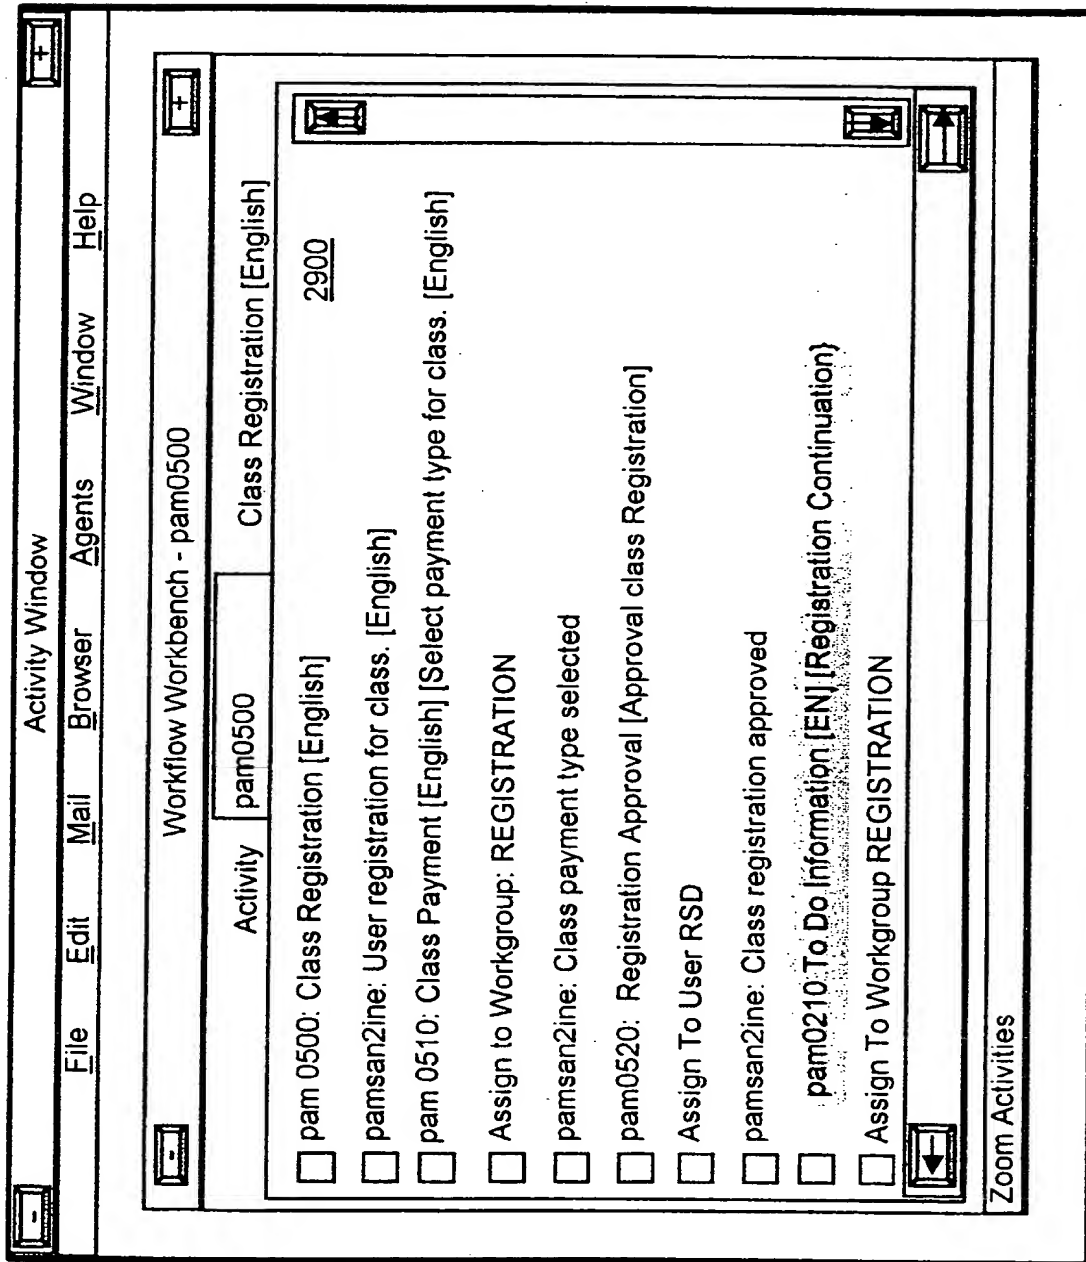 Activity Window
- +
File Edit Mail Browser Agents Window Help
Workflow Workbench - pam0500
- +
Activity pam0500 Class Registration [English]
pam 0500: Class Registration [English] 2900
pamsan2ine: User registration for class. [English]
pam 0510: Class Payment [English] [Select payment type for class. [English]
Assign to Workgroup: REGISTRATION
pamsan2ine: Class payment type selected
pam0520: Registration Approval [Approval class Registration]
Assign To User RSD
pamsan2ine: Class registration approved
pam0210: To Do Information [EN] [Registration Continuation}
Assign To Workgroup REGISTRATION
Zoom Activities